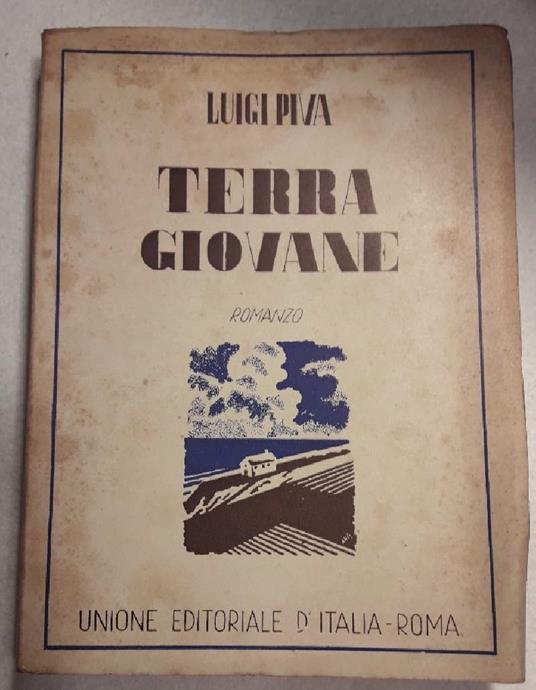 LUIGI PIVA
TERRA
GIOVANE
ROMANZO
UNIONE EDITORIALE D'ITALIA-ROMA